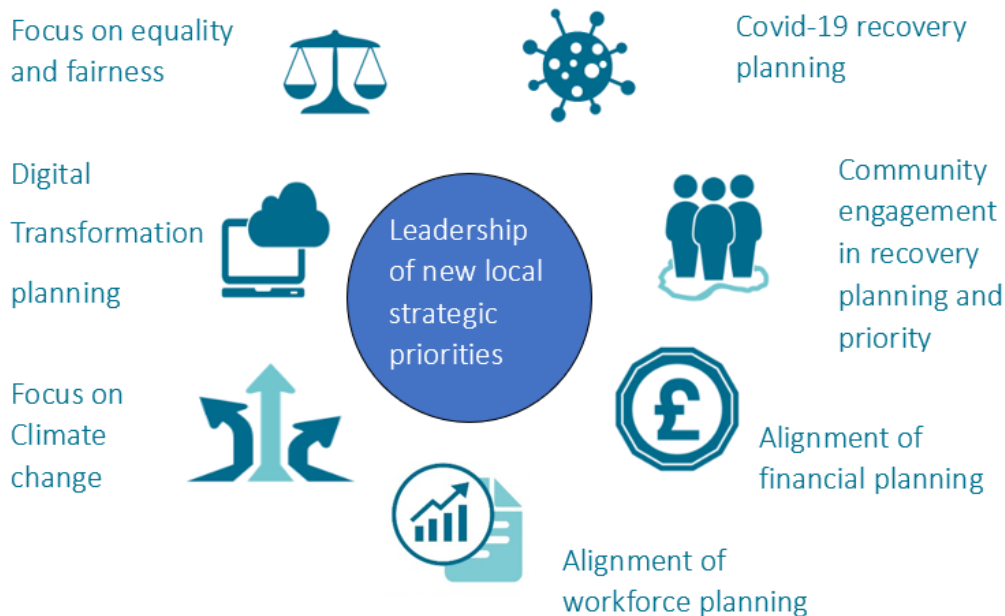 Focus on equality
and fairness
Covid-19 recovery
planning
Digital
Transformation
planning
Leadership
of new local
strategic
priorities
Community
engagement
in recovery
planning and
priority
Focus on
Climate
change
£
Alignment of
financial planning
Alignment of
workforce planning